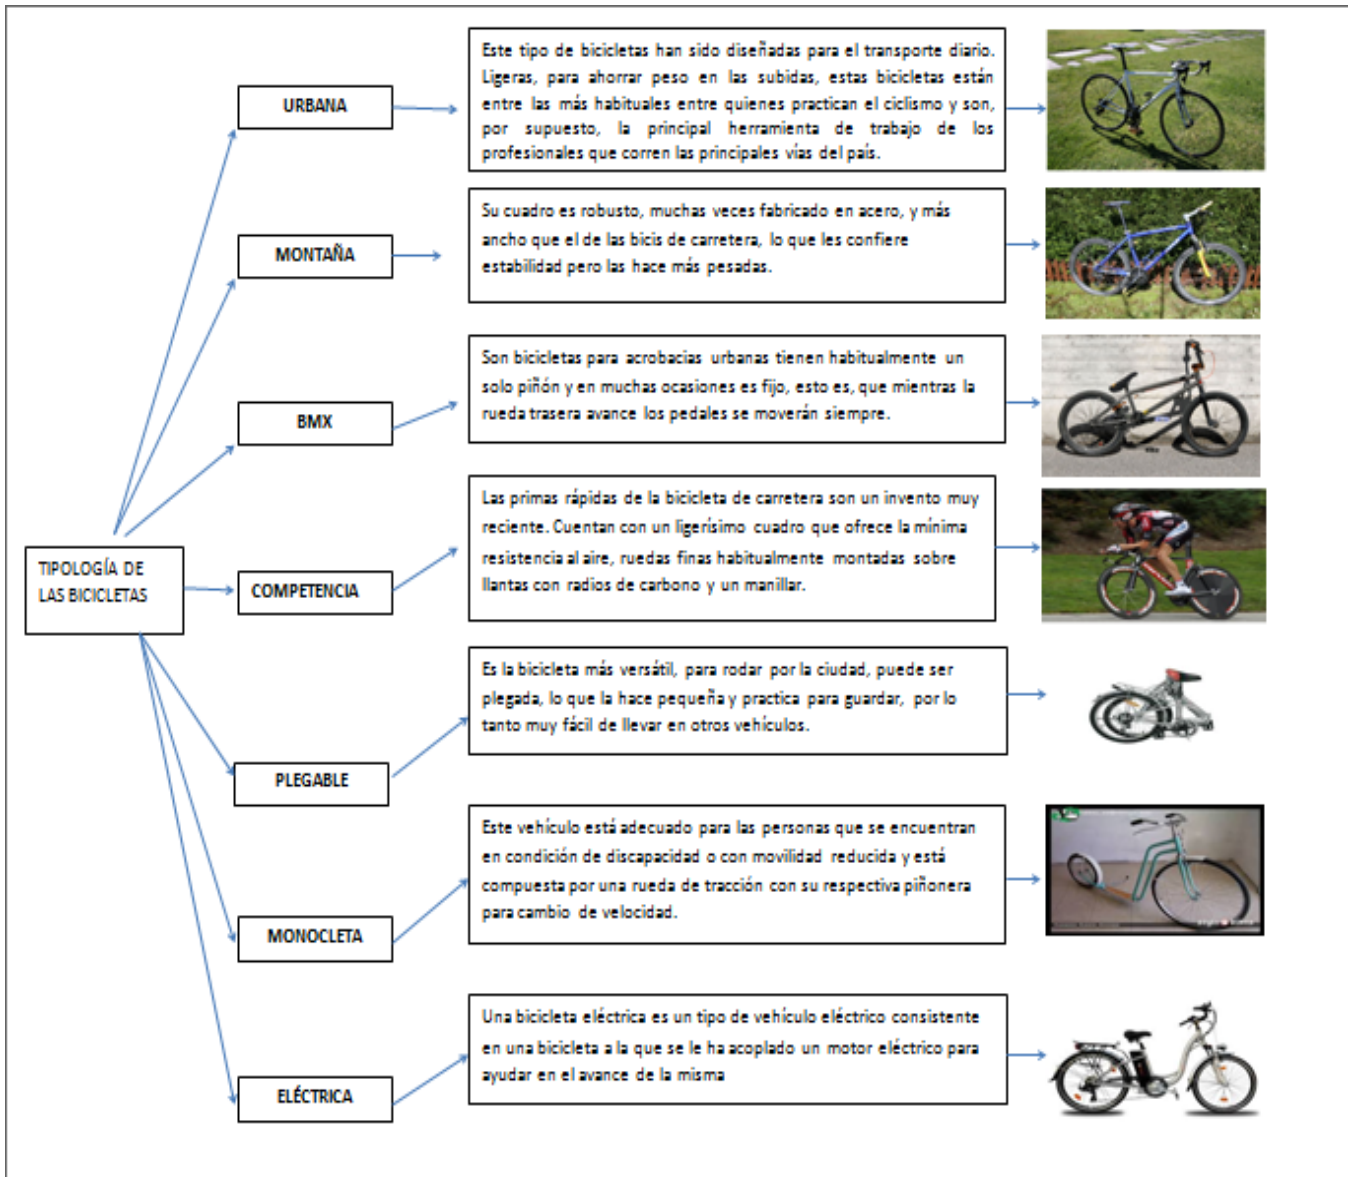 TIPOLOGÍA DE
LAS BICICLETAS
URBANA
Este tipo de bicicletas han sido diseñadas para el transporte diario.
Ligeras, para ahorrar peso en las subidas, estas bicicletas están
entre las más habituales entre quienes practican el ciclismo y son,
por supuesto, la principal herramienta de trabajo de los
profesionales que corren las principales vías del país.
MONTAÑA
Su cuadro es robusto, muchas veces fabricado en acero, y más
ancho que el de las bicis de carretera, lo que les confiere
estabilidad pero las hace más pesadas.
BMX
Son bicicletas para acrobacias urbanas tienen habitualmente un
solo piñón y en muchas ocasiones es fijo, esto es, que mientras la
rueda trasera avance los pedales se moverán siempre.
COMPETENCIA
Las primas rápidas de la bicicleta de carretera son un invento muy
reciente. Cuentan con un ligerísimo cuadro que ofrece la mínima
resistencia al aire, ruedas finas habitualmente montadas sobre
llantas con radios de carbono y un manillar.
PLEGABLE
Es la bicicleta más versátil, para rodar por la ciudad, puede ser
plegada, lo que la hace pequeña y practica para guardar, por lo
tanto muy fácil de llevar en otros vehículos.
MONOCLETA
Este vehículo está adecuado para las personas que se encuentran
en condición de discapacidad o con movilidad reducida y está
compuesta por una rueda de tracción con su respectiva piñonera
para cambio de velocidad.
ELÉCTRICA
Una bicicleta eléctrica es un tipo de vehículo eléctrico consistente
en una bicicleta a la que se le ha acoplado un motor eléctrico para
ayudar en el avance de la misma